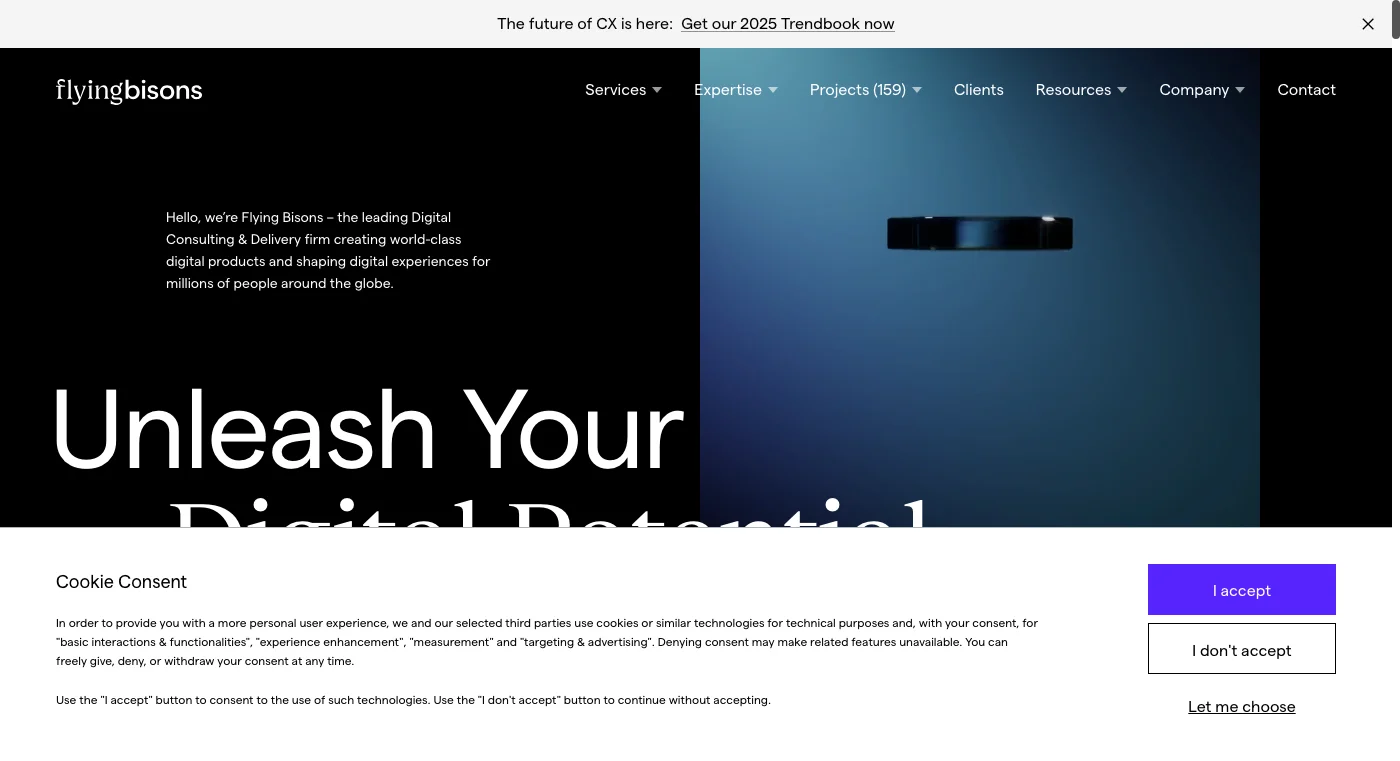 The future of CX is here: Get our 2025 Trendbook now
flyingbisons
Services Expertise Projects (159) Clients Resources Company Contact
Hello, we’re Flying Bisons – the leading Digital
Consulting & Delivery firm creating world-class
digital products and shaping digital experiences for
millions of people around the globe.
Unleash Your
Digital Potential
Cookie Consent
In order to provide you with a more personal user experience, we and our selected third parties use cookies or similar technologies for technical purposes and, with your consent, for
"basic interactions & functionalities", "experience enhancement", "measurement" and "targeting & advertising". Denying consent may make related features unavailable. You can
freely give, deny, or withdraw your consent at any time.
Use the "I accept" button to consent to the use of such technologies. Use the "I don't accept" button to continue without accepting.
I accept
I don't accept
Let me choose